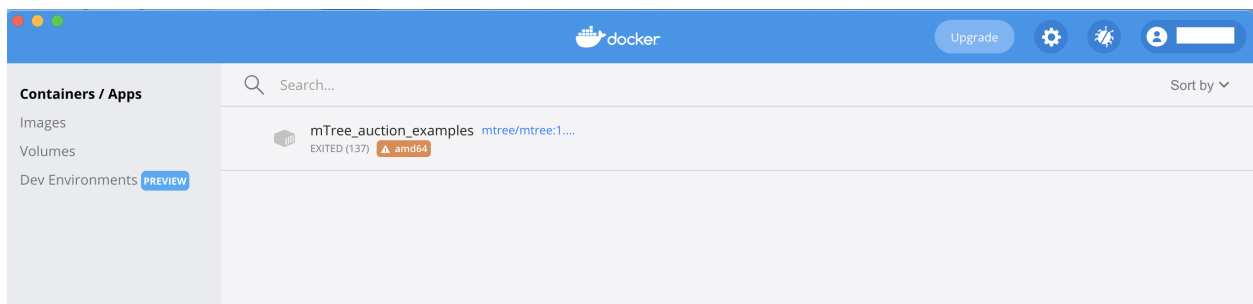 docker
Upgrade
Containers / Apps
Images
Volumes
Dev Environments PREVIEW
Search...
Sort by
mTree_auction_examples mtree/mtree:1....
EXITED (137) amd64